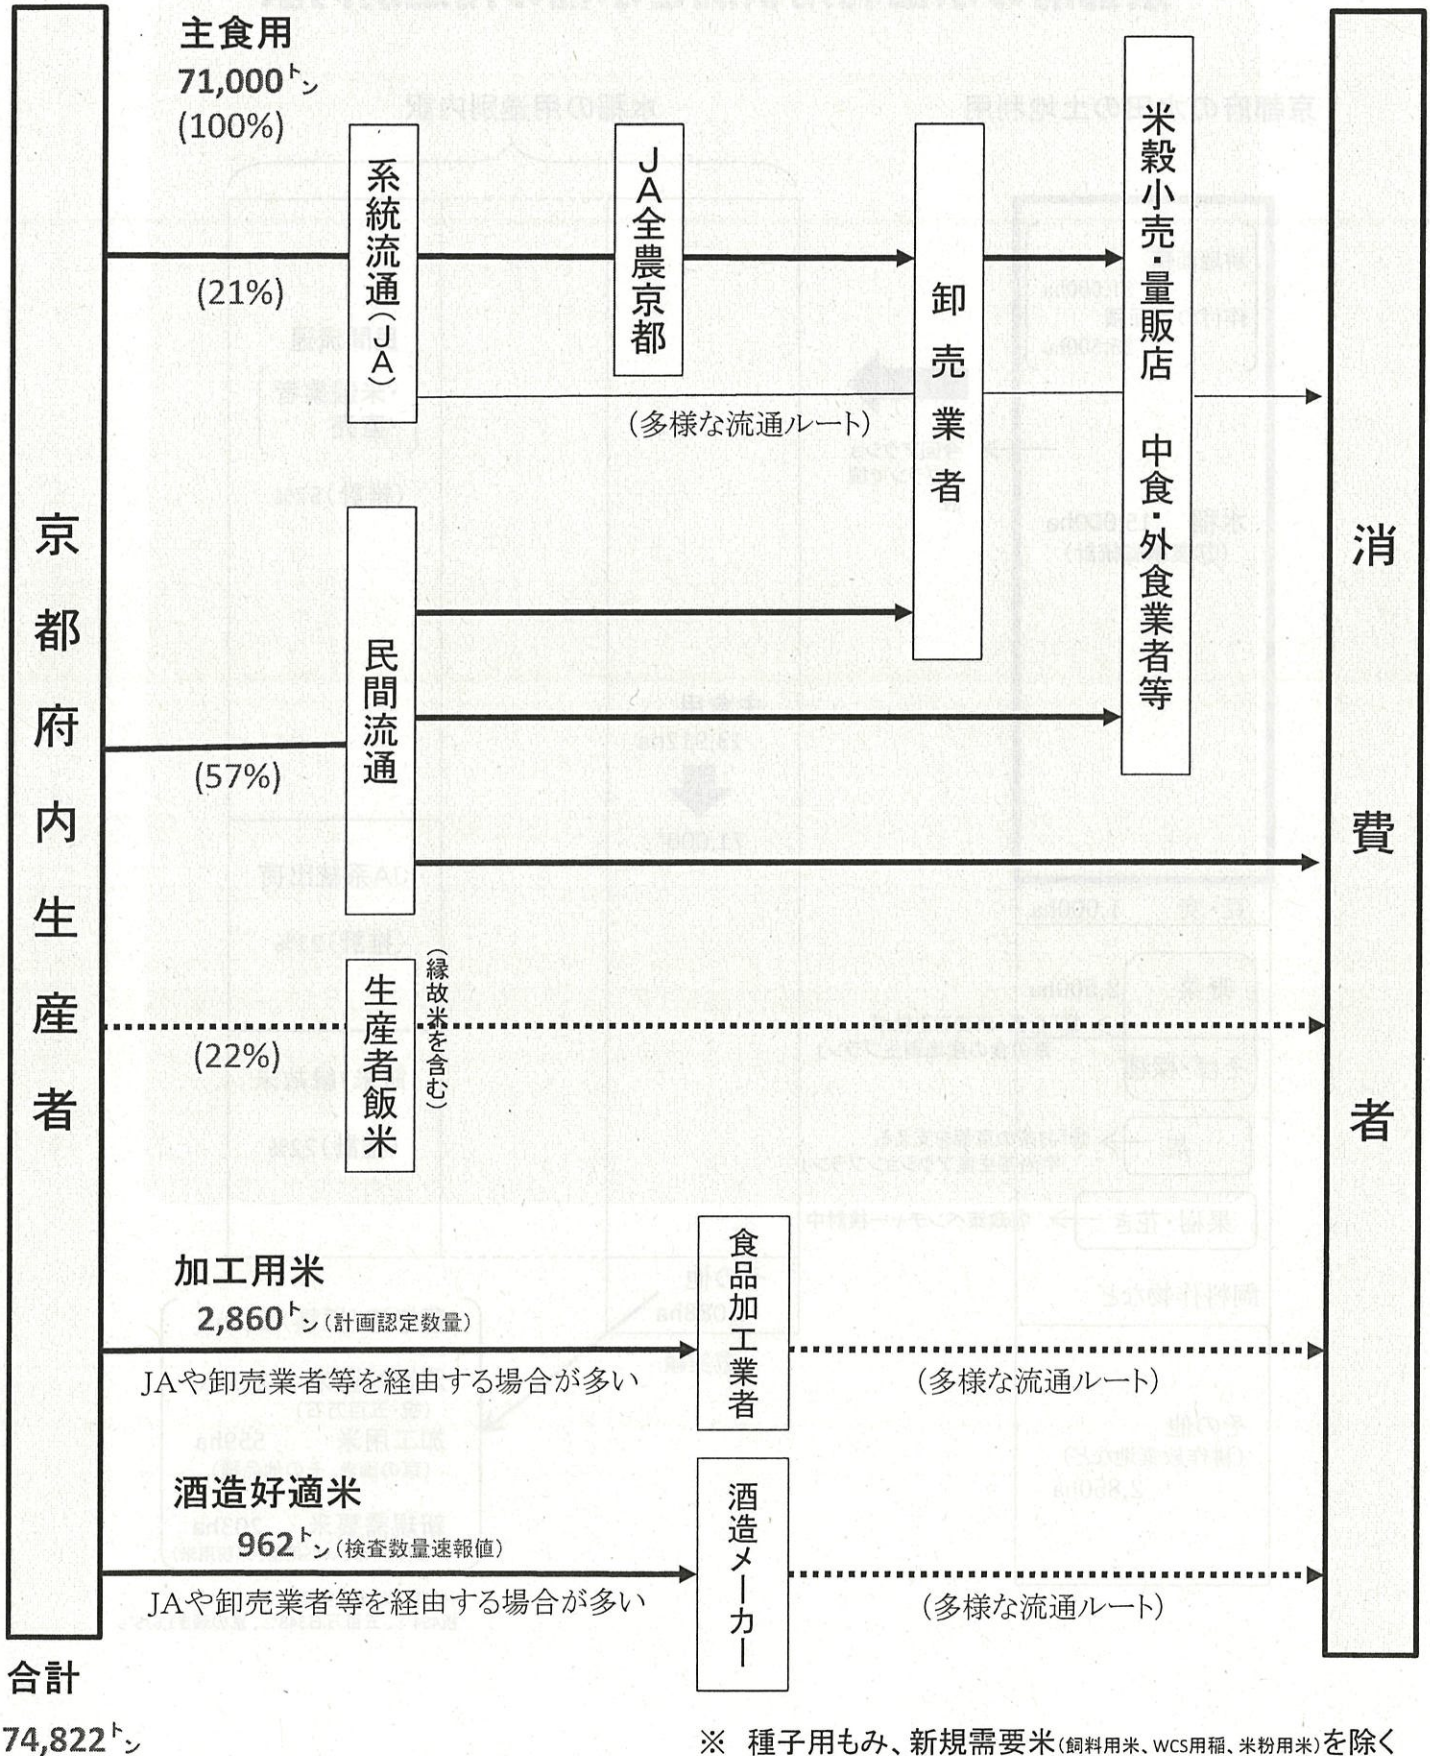 主食用
71,000㌧
(100%)
系統流通(JA)
JA全農京都
卸売業者
米穀小売・量販店　中食・外食業者等
(21%)
(多様な流通ルート)
京都府内生産者
消費者
民間流通
(57%)
生産者飯米
(縁故米を含む)
(22%)
加工用米
2,860㌧(計画認定数量)
JAや卸売業者等を経由する場合が多い
食品加工業者
(多様な流通ルート)
酒造好適米
962㌧(検査数量速報値)
JAや卸売業者等を経由する場合が多い
酒造メーカー
(多様な流通ルート)
合計
74,822㌧
※　種子用もみ、新規需要米(飼料用米、WCS用稲、米粉用米)を除く